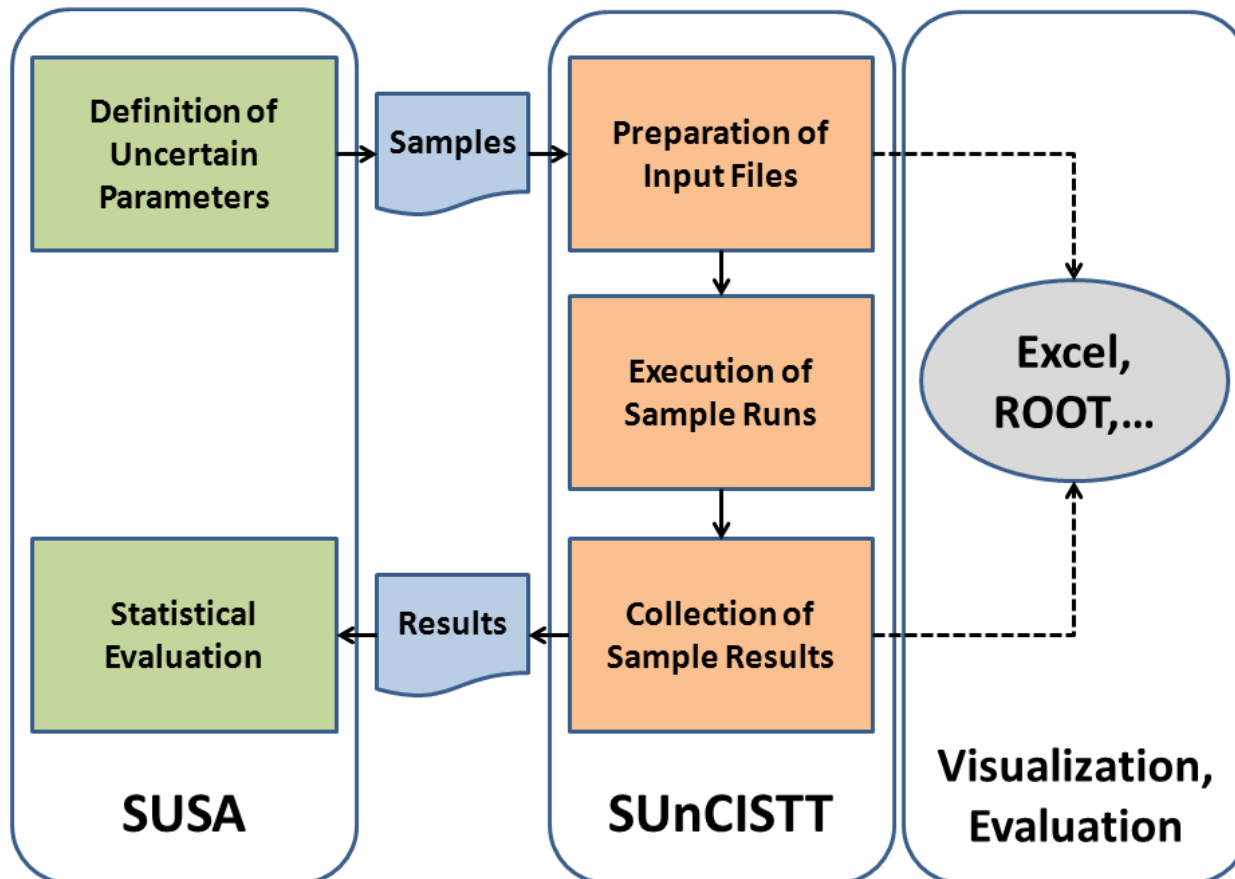 Definition of
Uncertain
Parameters
Samples
Preparation of
Input Files
Execution of
Sample Runs
Excel,
ROOT,...
Statistical
Evaluation
Results
Collection of
Sample Results
SUSA
SUnCISTT
Visualization,
Evaluation